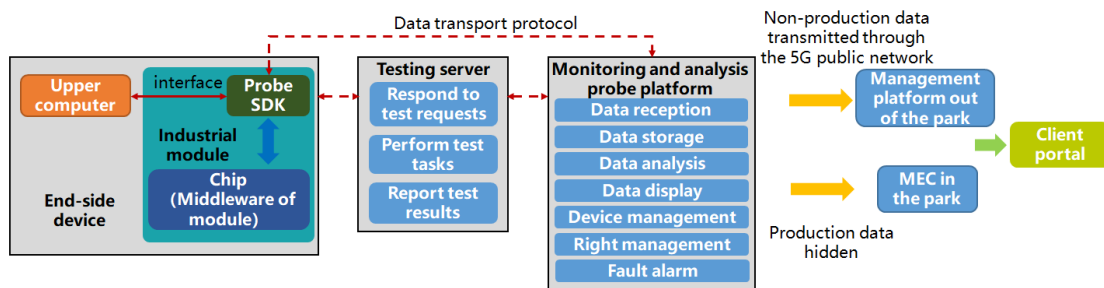 Data transport protocol
Non-production data
transmitted through
the 5G public network
Upper
computer
interface
Probe
SDK
Industrial
module
Chip
(Middleware of
module)
End-side
device
Testing server
Respond to
test requests
Perform test
tasks
Report test
results
Monitoring and analysis
probe platform
Data reception
Data storage
Data analysis
Data display
Device management
Right management
Fault alarm
Management
platform out
of the park
MEC in
the park
Production data
hidden
Client
portal